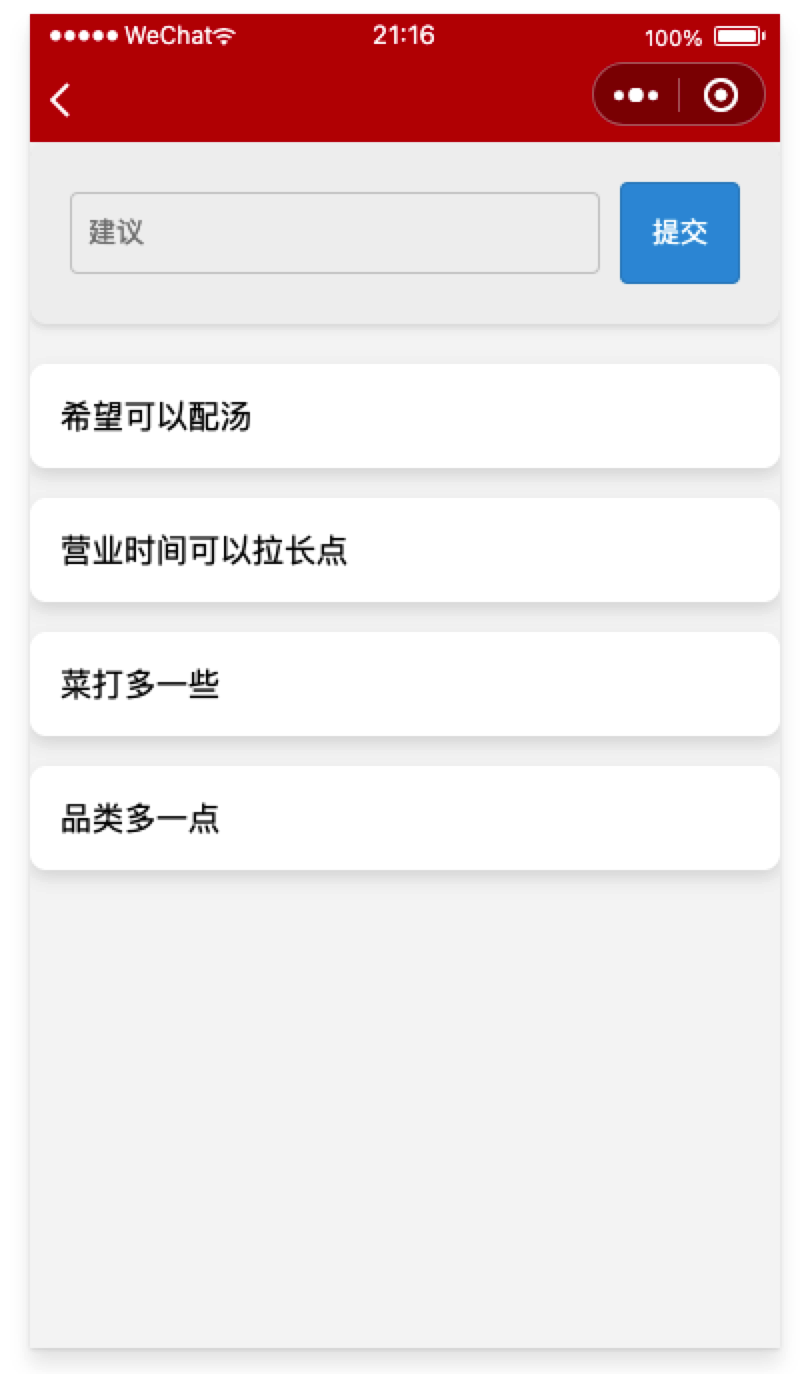 WeChat
21:16
100%
建议
提交
希望可以配汤
营业时间可以拉长点
菜打多一些
品类多一点